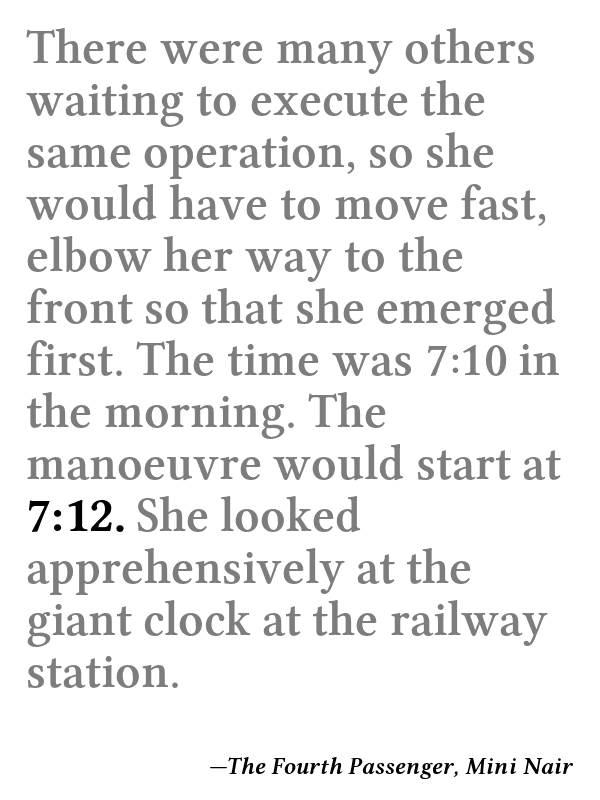 There were many others
waiting to execute the
same operation, so she
would have to move fast,
elbow her way to the
front so that she emerged
first. The time was 7:10 in
the morning. The
manoeuvre would start at
7:12. She looked
apprehensively at the
giant clock at the railway
station.
—The Fourth Passenger, Mini Nair